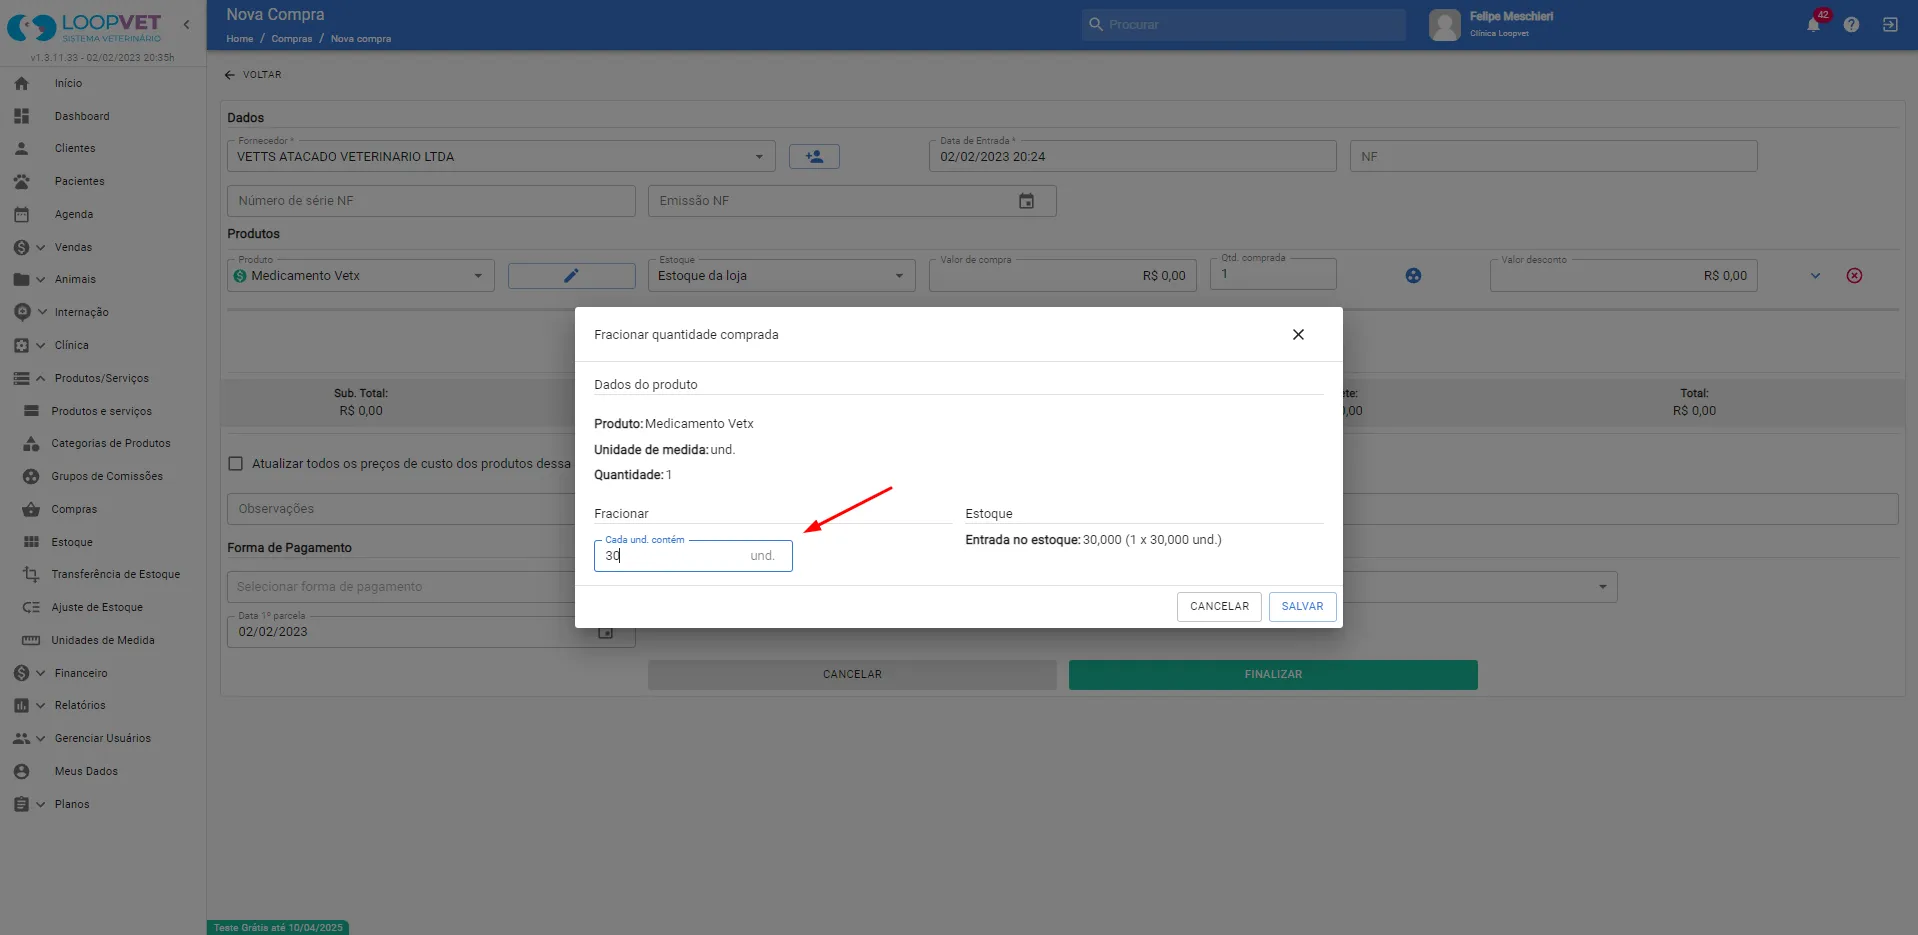 LOOPVET
SISTEMA VETERINÁRIO
v1.3.11.33 - 02/02/2023 20:35h
Início
Dashboard
Clientes
Pacientes
Agenda
Vendas
Animais
Internação
Clínica
Produtos/Serviços
Produtos e serviços
Categorias de Produtos
Grupos de Comissões
Compras
Estoque
Transferência de Estoque
Ajuste de Estoque
Unidades de Medida
Financeiro
Relatórios
Gerenciar Usuários
Meus Dados
Planos
Nova Compra
Home / Compras / Nova compra
Procurar
Felipe Meschieri
Clínica Loopvet
42
VOLTAR
Dados
Fornecedor *
VETTS ATACADO VETERINARIO LTDA
Data de Entrada *
02/02/2023 20:24
NF
Número de série NF
Emissão NF
Produtos
Produto
Medicamento Vetx
Estoque
Estoque da loja
Valor de compra
R$ 0,00
Qtd. comprada
1
Valor desconto
R$ 0,00
Sub. Total:
R$ 0,00
ete:
0,00
Total:
R$ 0,00
Atualizar todos os preços de custo dos produtos dessa
Observações
Forma de Pagamento
Selecionar forma de pagamento
Data 1º parcela
02/02/2023
CANCELAR
FINALIZAR
Fracionar quantidade comprada
Dados do produto
Produto: Medicamento Vetx
Unidade de medida: und.
Quantidade: 1
Fracionar
Cada und. contém
30 und.
Estoque
Entrada no estoque: 30,000 (1 x 30,000 und.)
CANCELAR
SALVAR
Teste Grátis até 10/04/2025